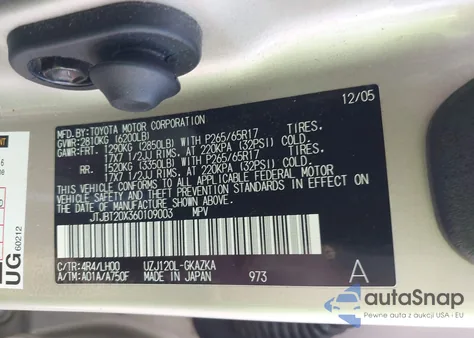 12/05
MFD.BY:TOYOTA MOTOR CORPORATION
GVWR:2810KG (6200LB)
GAWR:FRT. 1290KG (2850LB) WITH P265/65R17 TIRES,
17X7 1/2JJ RIMS, AT 220KPA (32PSI) COLD.
RR. 1520KG (3350LB) WITH P265/65R17 TIRES,
17X7 1/2JJ RIMS, AT 220KPA (32PSI) COLD.
THIS VEHICLE CONFORMS TO ALL APPLICABLE FEDERAL MOTOR
VEHICLE SAFETY AND THEFT PREVENTION STANDARDS IN EFFECT
ON THE DATE OF MANUFACTURE SHOWN ABOVE.
JTJBT20X360109003 MPV
C/TR:4R4/LH00 UZJ120L-GKAZKA
A/TM:A01A/A750F MADE IN JAPAN 973 A
UG 60212
autoSnap
Pewne auta z dostawą z USA - EU